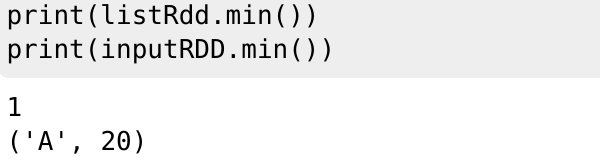 print(listRdd.min())
print(inputRDD.min())
1
('A', 20)